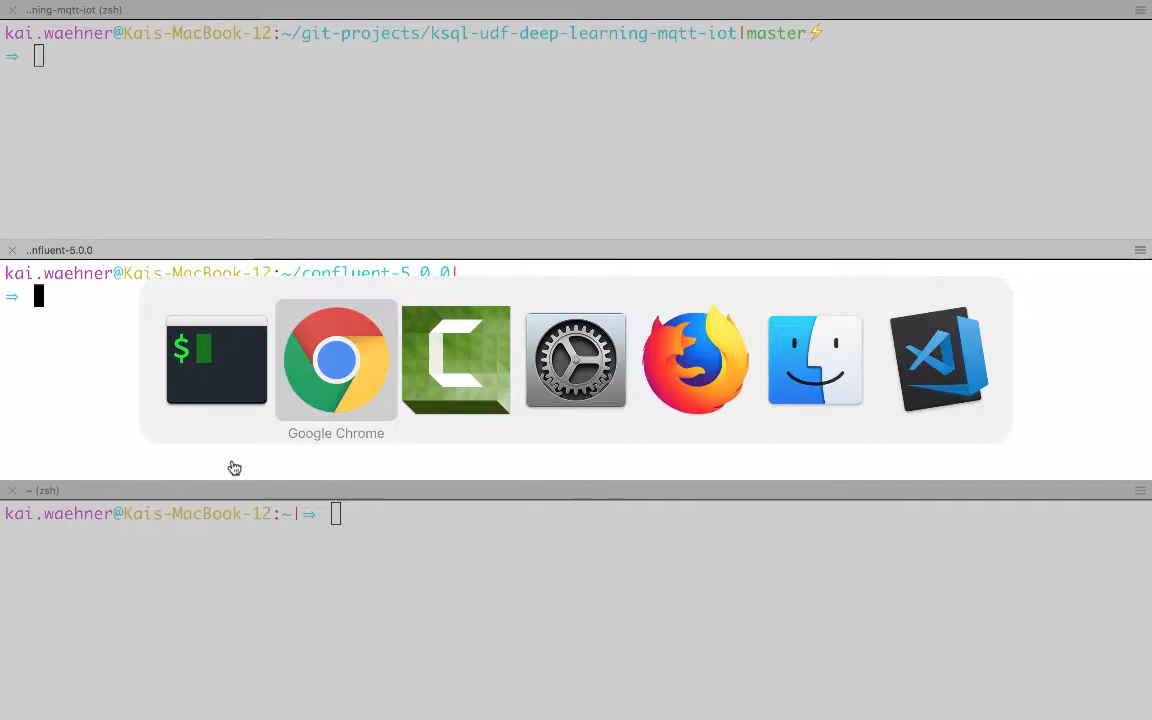 ..ning-mqtt-iot (zsh)
kai.waehner@Kais-MacBook-12:~/git-projects/ksql-udf-deep-learning-mqtt-iot|master⚡
⇒
..nfluent-5.0.0
kai.waehner@Kais-MacBook-12:~/confluent-5.0.0|
⇒
$
Google Chrome
~ (zsh)
kai.waehner@Kais-MacBook-12:~|⇒